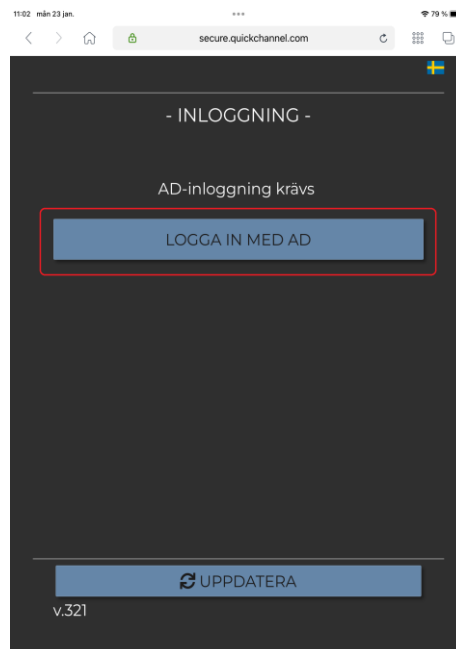 11:02 mån 23 jan.
79 %
secure.quickchannel.com
- INLOGGNING -
AD-inloggning krävs
LOGGA IN MED AD
UPPDATERA
v.321